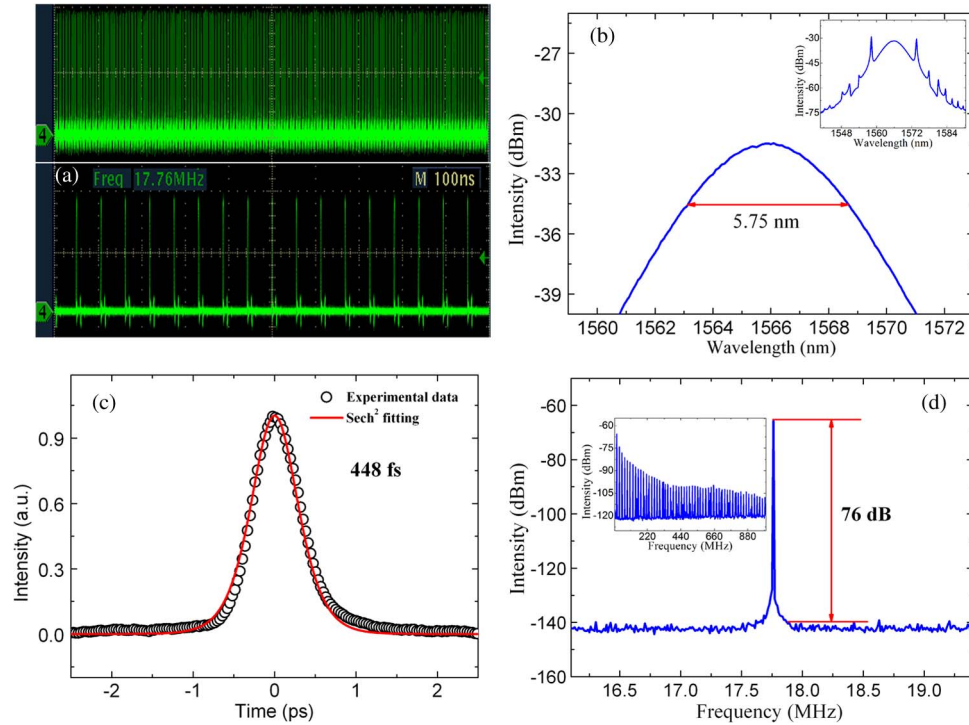 4
(a)
Freq 17.76MHz
M 100ns
4
(b)
Intensity (dBm)
-27
-29
-31
-33
-35
-37
-39
5.75 nm
1560 1562 1564 1566 1568 1570 1572
Wavelength (nm)
Intensity (dBm)
-30
-45
-60
-75
1548 1560 1572 1584
Wavelength (nm)
(c)
Experimental data
Sech² fitting
448 fs
Intensity (a.u.)
0.9
0.6
0.3
0.0
-2 -1 0 1 2
Time (ps)
(d)
Intensity (dBm)
-60
-80
-100
-120
-140
-160
76 dB
16.5 17.0 17.5 18.0 18.5 19.0
Frequency (MHz)
Intensity (dBm)
-60
-75
-90
-105
-120
220 440 660 880
Frequency (MHz)